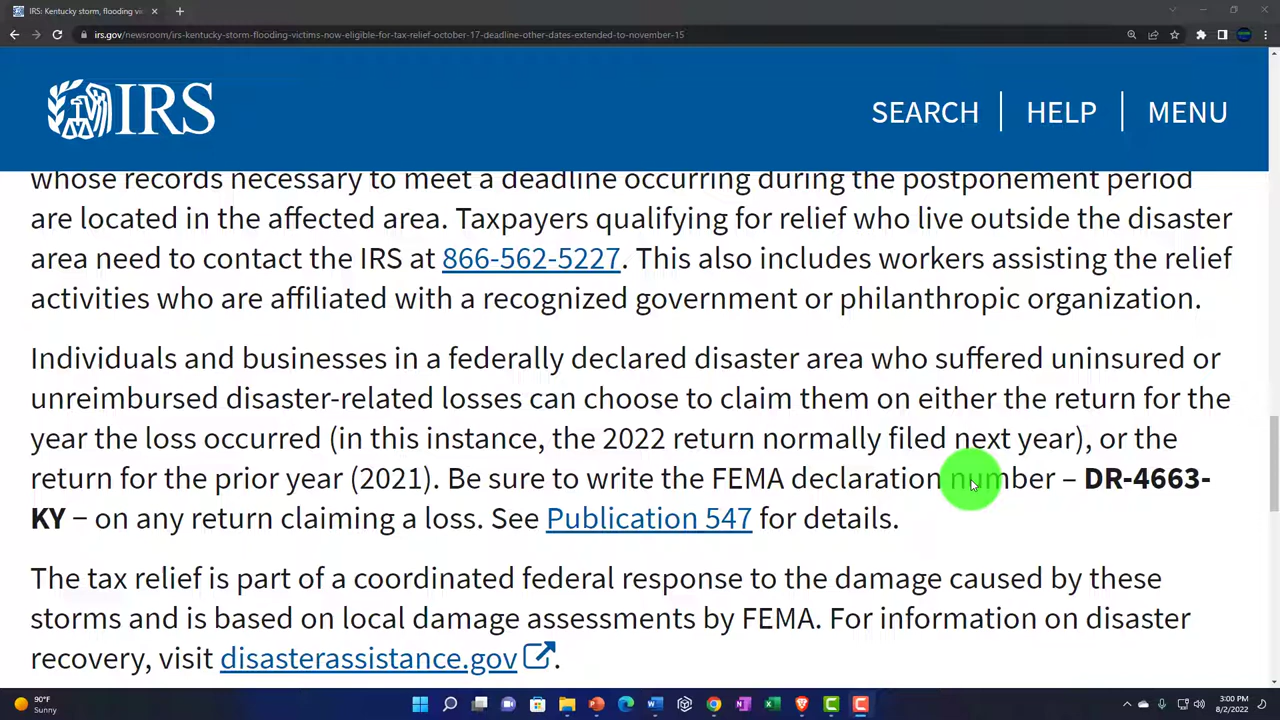 IRS: Kentucky storm, flooding vi
irs.gov/newsroom/irs-kentucky-storm-flooding-victims-now-eligible-for-tax-relief-october-17-deadline-other-dates-extended-to-november-15
IRS
SEARCH
HELP
MENU
whose records necessary to meet a deadline occurring during the postponement period
are located in the affected area. Taxpayers qualifying for relief who live outside the disaster
area need to contact the IRS at 866-562-5227. This also includes workers assisting the relief
activities who are affiliated with a recognized government or philanthropic organization.
Individuals and businesses in a federally declared disaster area who suffered uninsured or
unreimbursed disaster-related losses can choose to claim them on either the return for the
year the loss occurred (in this instance, the 2022 return normally filed next year), or the
return for the prior year (2021). Be sure to write the FEMA declaration number – DR-4663-
KY − on any return claiming a loss. See Publication 547 for details.
The tax relief is part of a coordinated federal response to the damage caused by these
storms and is based on local damage assessments by FEMA. For information on disaster
recovery, visit disasterassistance.gov.
90°F
Sunny
3:00 PM
8/2/2022